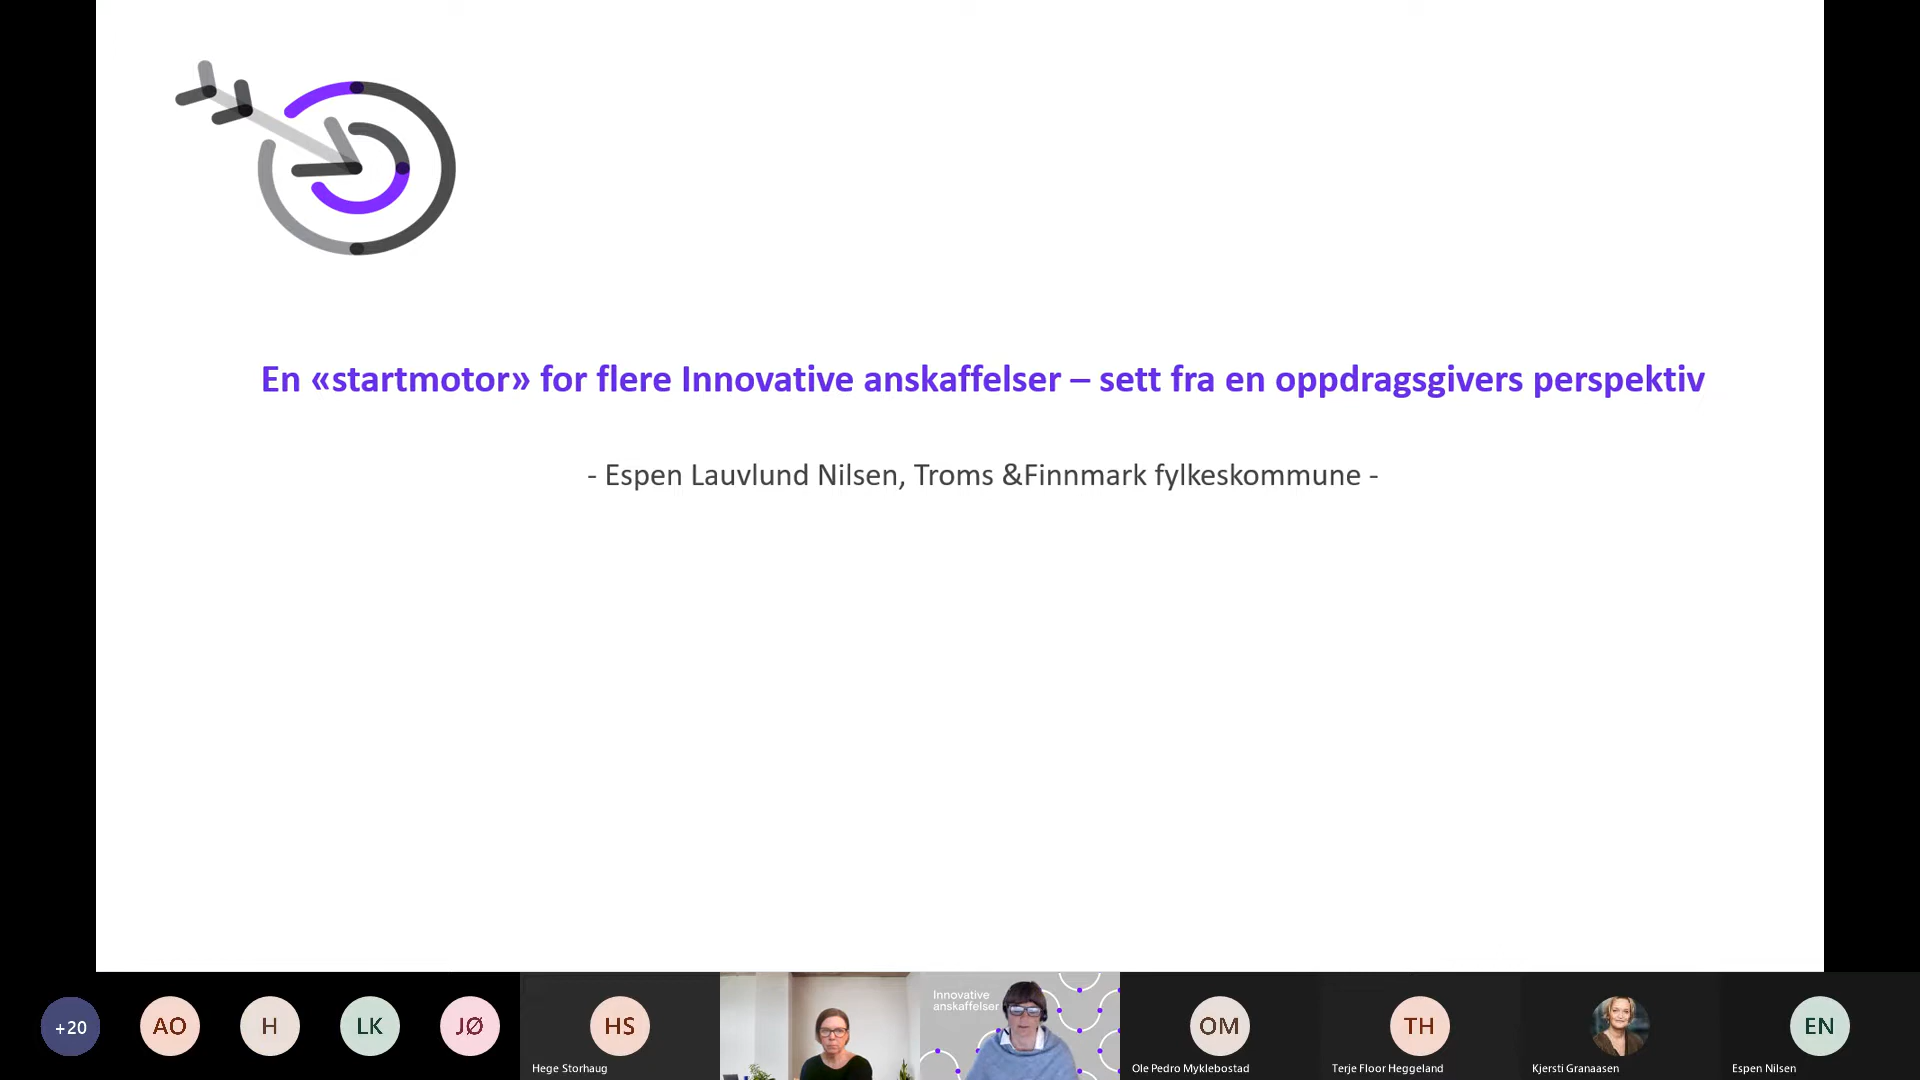 En «startmotor» for flere Innovative anskaffelser – sett fra en oppdragsgivers perspektiv
- Espen Lauvlund Nilsen, Troms &Finnmark fylkeskommune -
Innovative
anskaffelser
+20
AO
H
LK
JØ
HS
OM
TH
EN
Hege Storhaug
Ole Pedro Myklebostad
Terje Floor Heggeland
Kjersti Granaasen
Espen Nilsen